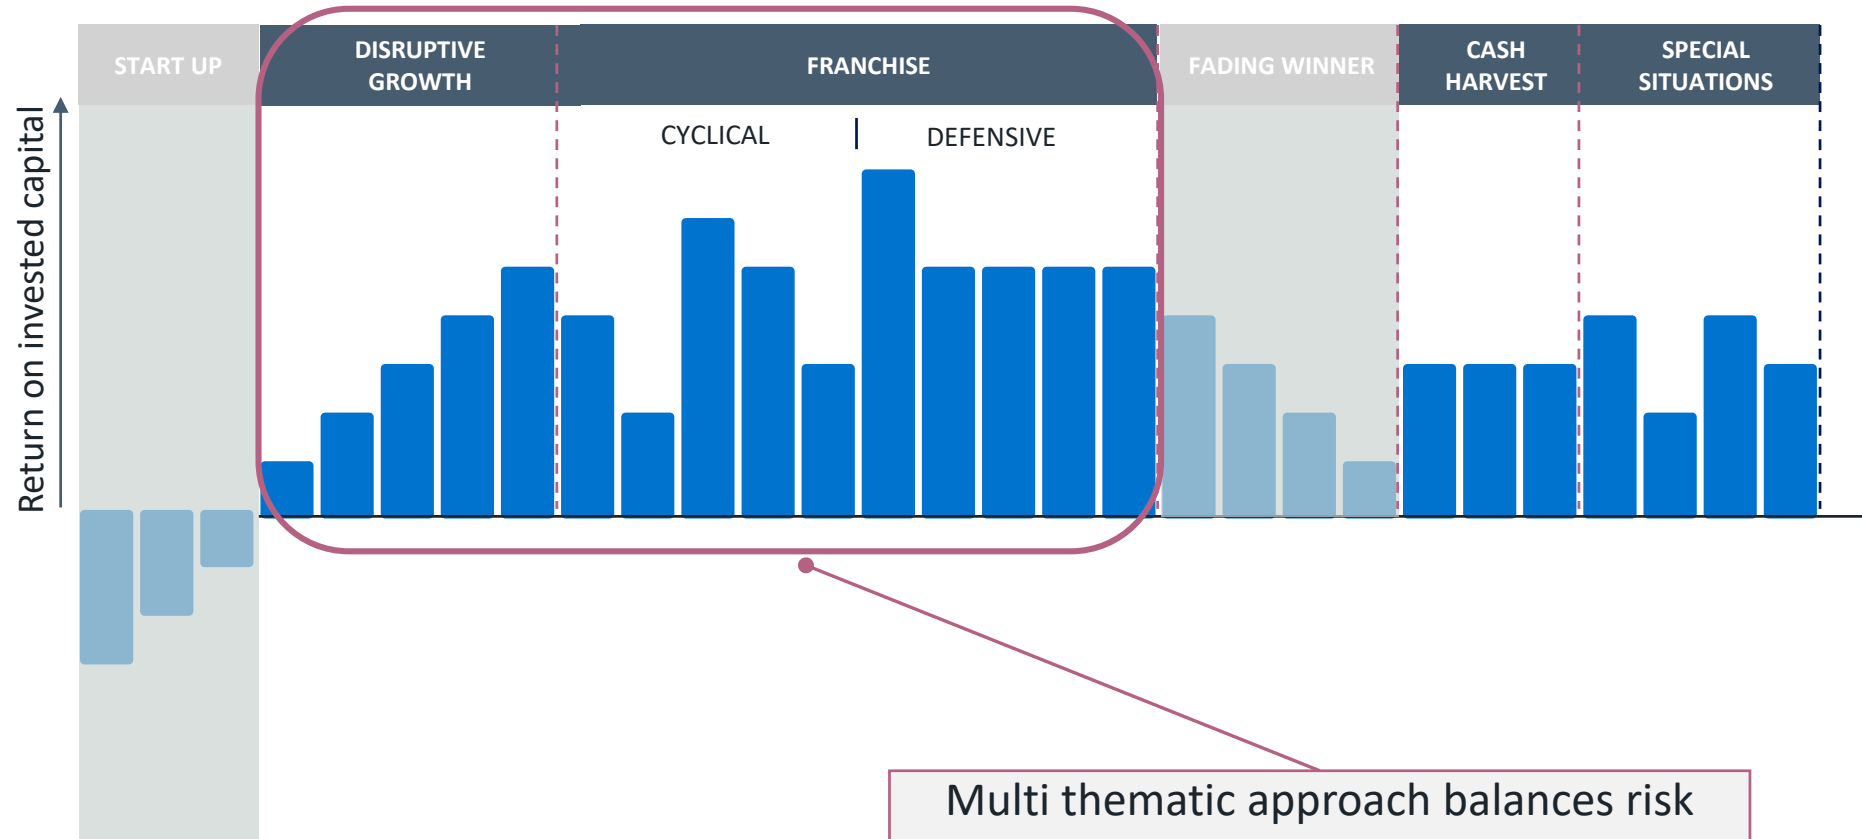 START UP
DISRUPTIVE
GROWTH
FRANCHISE
FADING WINNER
CASH
HARVEST
SPECIAL
SITUATIONS
CYCLICAL
DEFENSIVE
Return on invested capital
Multi thematic approach balances risk